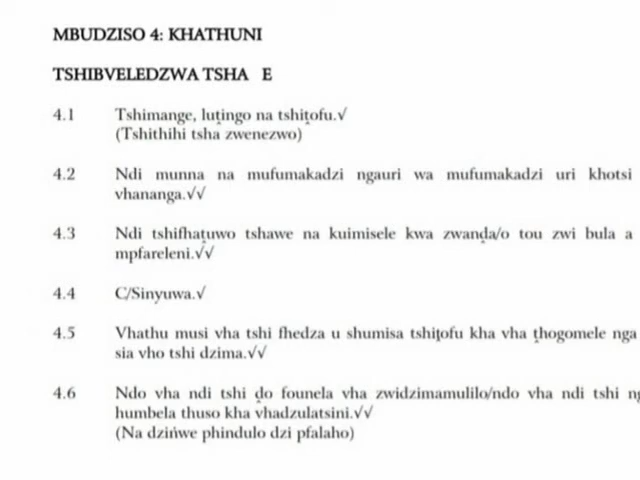 MBUDZISO 4: KHATHUNI
TSHIBVELEDZWA TSHA E
4.1 Tshimange, luṱingo na tshiṱofu.√
(Tshithihi tsha zwenezwo)
4.2 Ndi munna na mufumakadzi ngauri wa mufumakadzi uri khotsi
vhananga.√√
4.3 Ndi tshifhaṱuwo tshawe na kuimisele kwa zwanḓa/o tou zwi bula a
mpfareleni.√√
4.4 C/Sinyuwa.√
4.5 Vhathu musi vha tshi fhedza u shumisa tshiṱofu kha vha ṱhogomele nga
sia vho tshi dzima.√√
4.6 Ndo vha ndi tshi ḓo founela vha zwidzimamulilo/ndo vha ndi tshi
humbela thuso kha vhadzulatsini.√√
(Na dziṅwe phindulo dzi pfalaho)